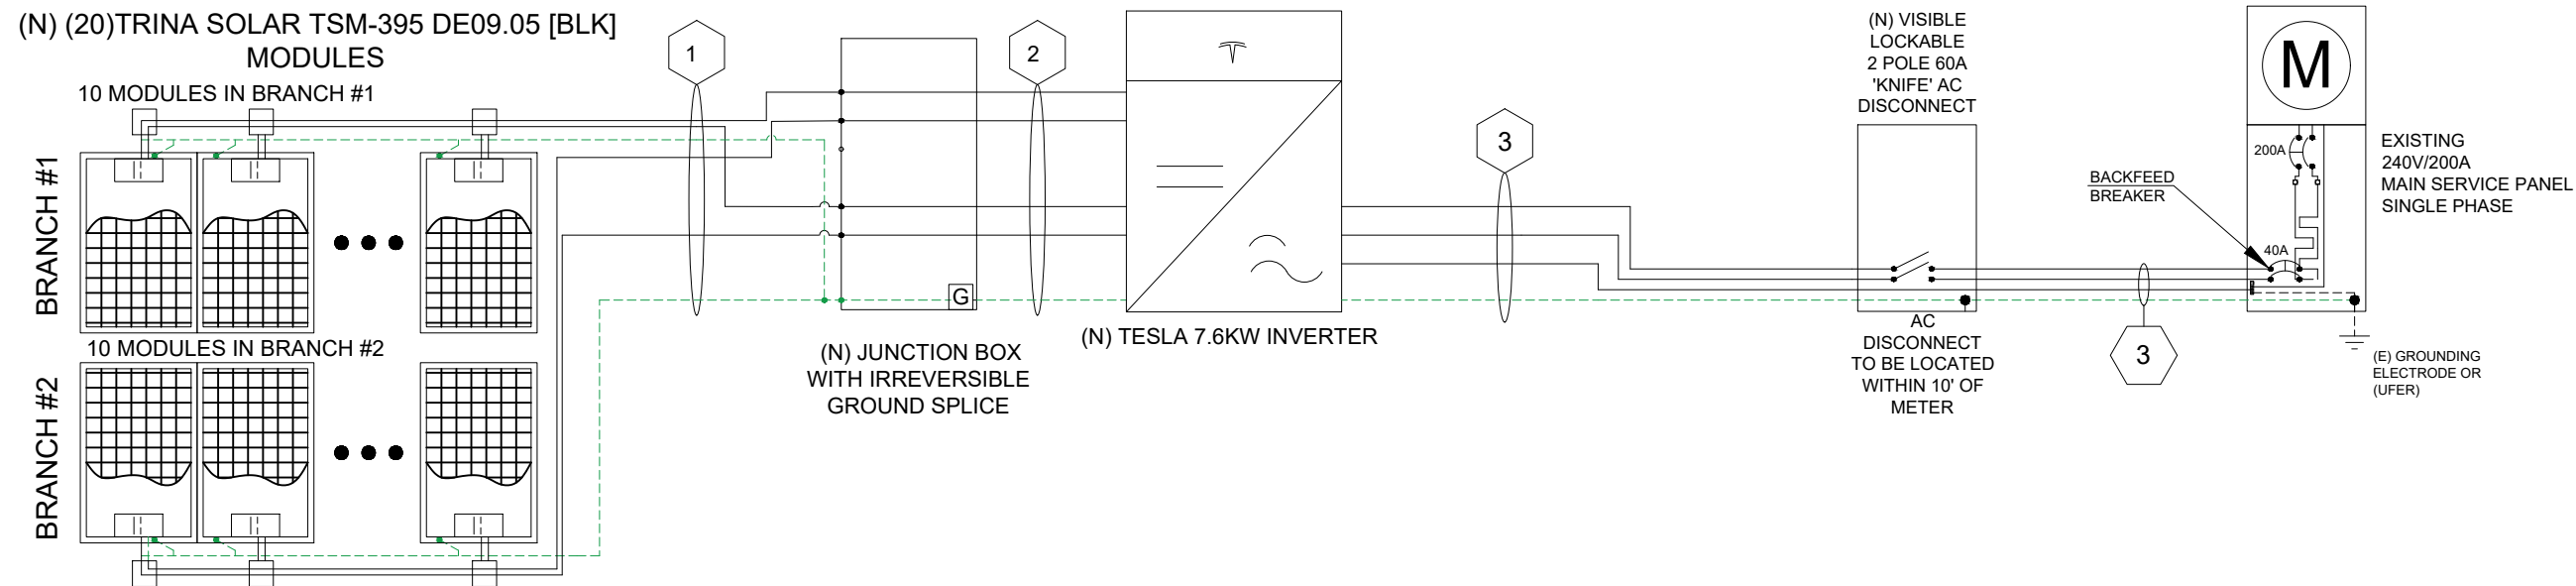 (N) (20)TRINA SOLAR TSM-395 DE09.05 [BLK]
MODULES
10 MODULES IN BRANCH #1
BRANCH #1
10 MODULES IN BRANCH #2
BRANCH #2
1
(N) JUNCTION BOX
WITH IRREVERSIBLE
GROUND SPLICE
G
2
(N) TESLA 7.6KW INVERTER
3
(N) VISIBLE
LOCKABLE
2 POLE 60A
'KNIFE' AC
DISCONNECT
AC
DISCONNECT
TO BE LOCATED
WITHIN 10' OF
METER
3
BACKFEED
BREAKER
M
200A
40A
EXISTING
240V/200A
MAIN SERVICE PANEL
SINGLE PHASE
(E) GROUNDING
ELECTRODE OR
(UFER)